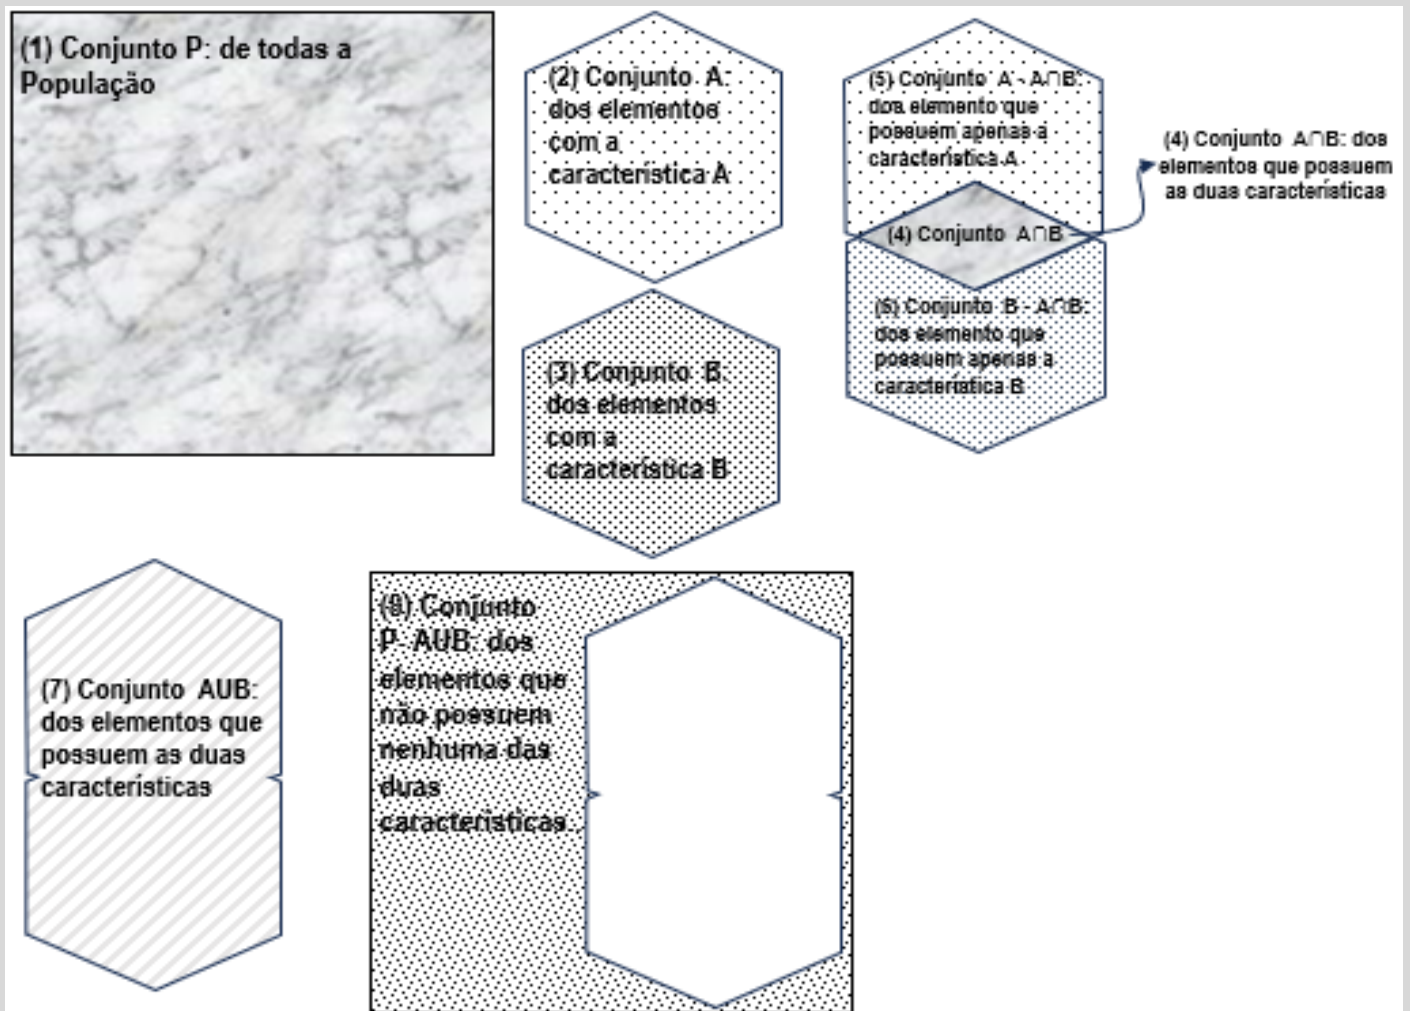 (1) Conjunto P: de todas a
População
(2) Conjunto A:
dos elementos
com a
característica A
(3) Conjunto B:
dos elementos
com a
característica B
(5) Conjunto A - A∩B:
dos elemento que
possuem apenas a
característica A
(4) Conjunto A∩B
(4) Conjunto A∩B: dos
elementos que possuem
as duas características
(6) Conjunto B - A∩B:
dos elemento que
possuem apenas a
característica B
(7) Conjunto AUB:
dos elementos que
possuem as duas
características
(8) Conjunto
P- AUB: dos
elementos que
não possuem
nenhuma das
duas
características.